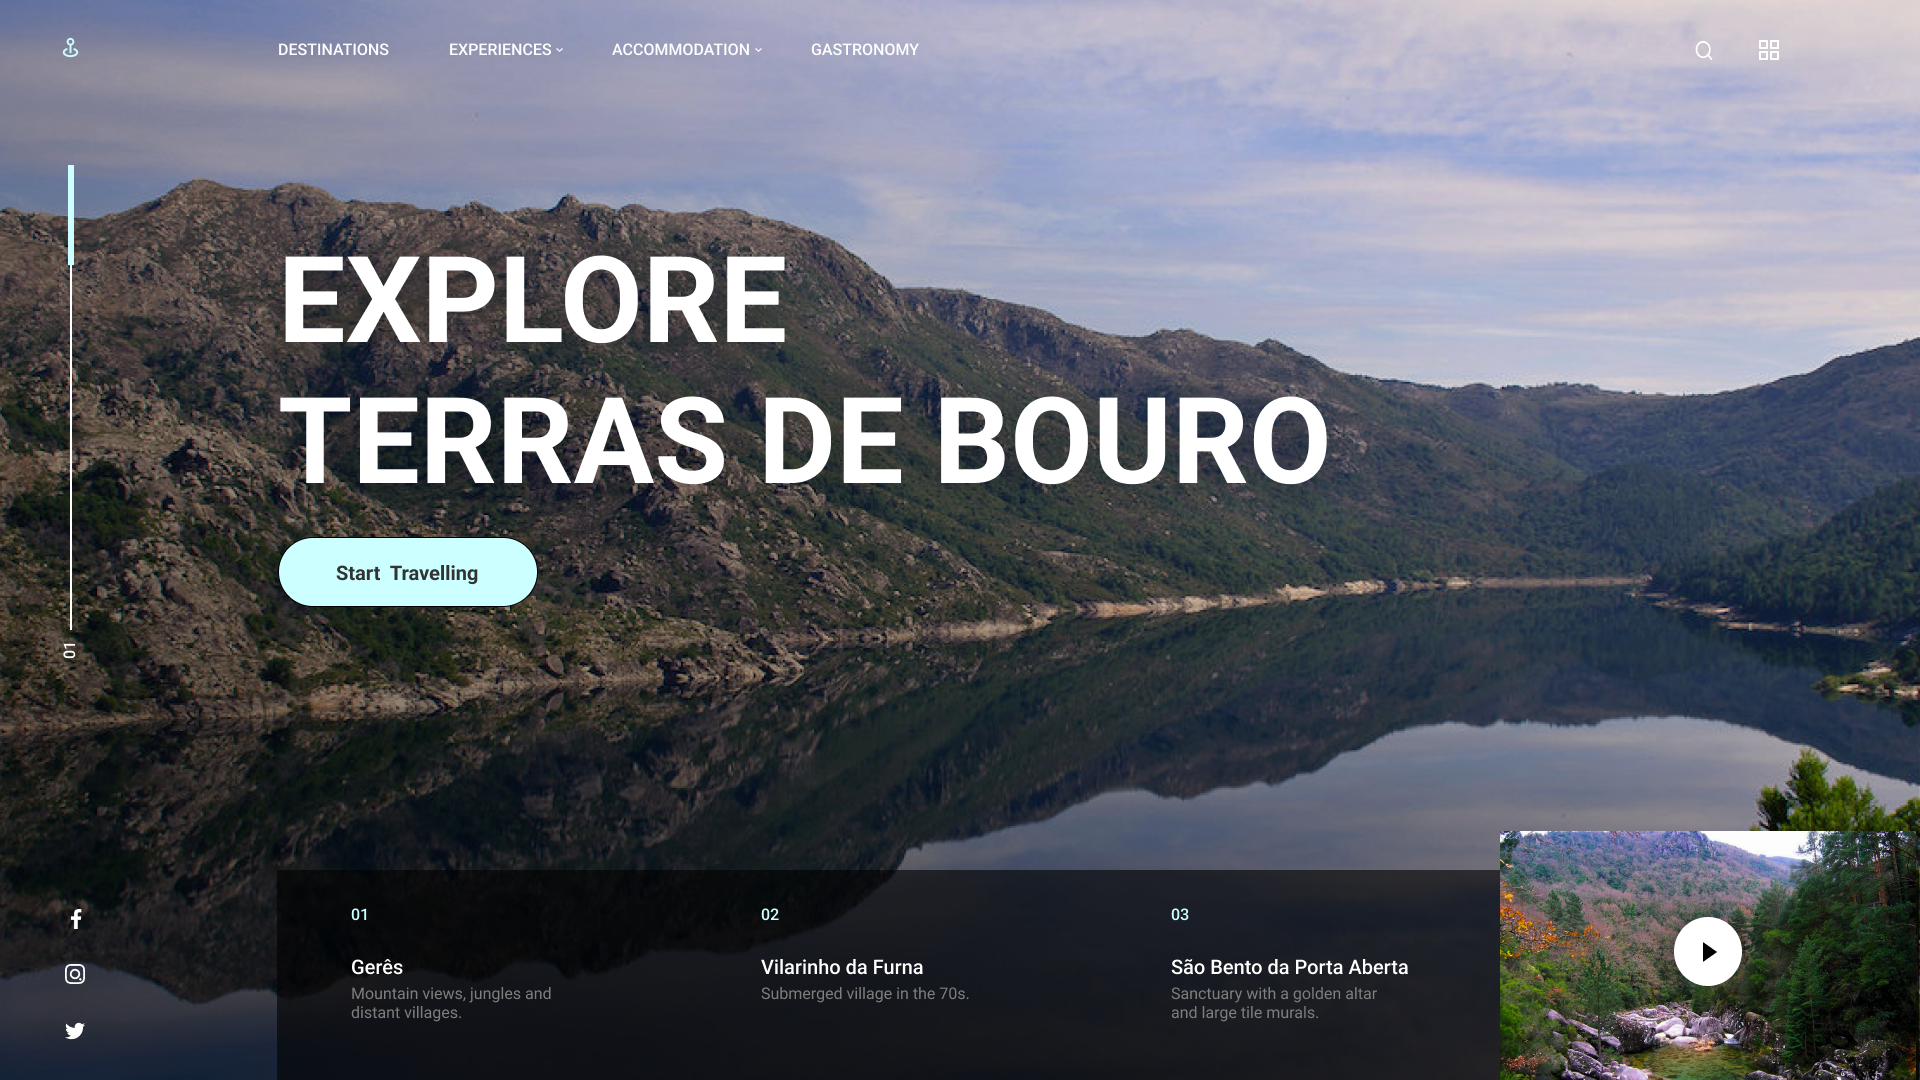 DESTINATIONS
EXPERIENCES
ACCOMMODATION
GASTRONOMY
EXPLORE
TERRAS DE BOURO
Start Travelling
01
01
Gerês
Mountain views, jungles and
distant villages.
02
Vilarinho da Furna
Submerged village in the 70s.
03
São Bento da Porta Aberta
Sanctuary with a golden altar
and large tile murals.